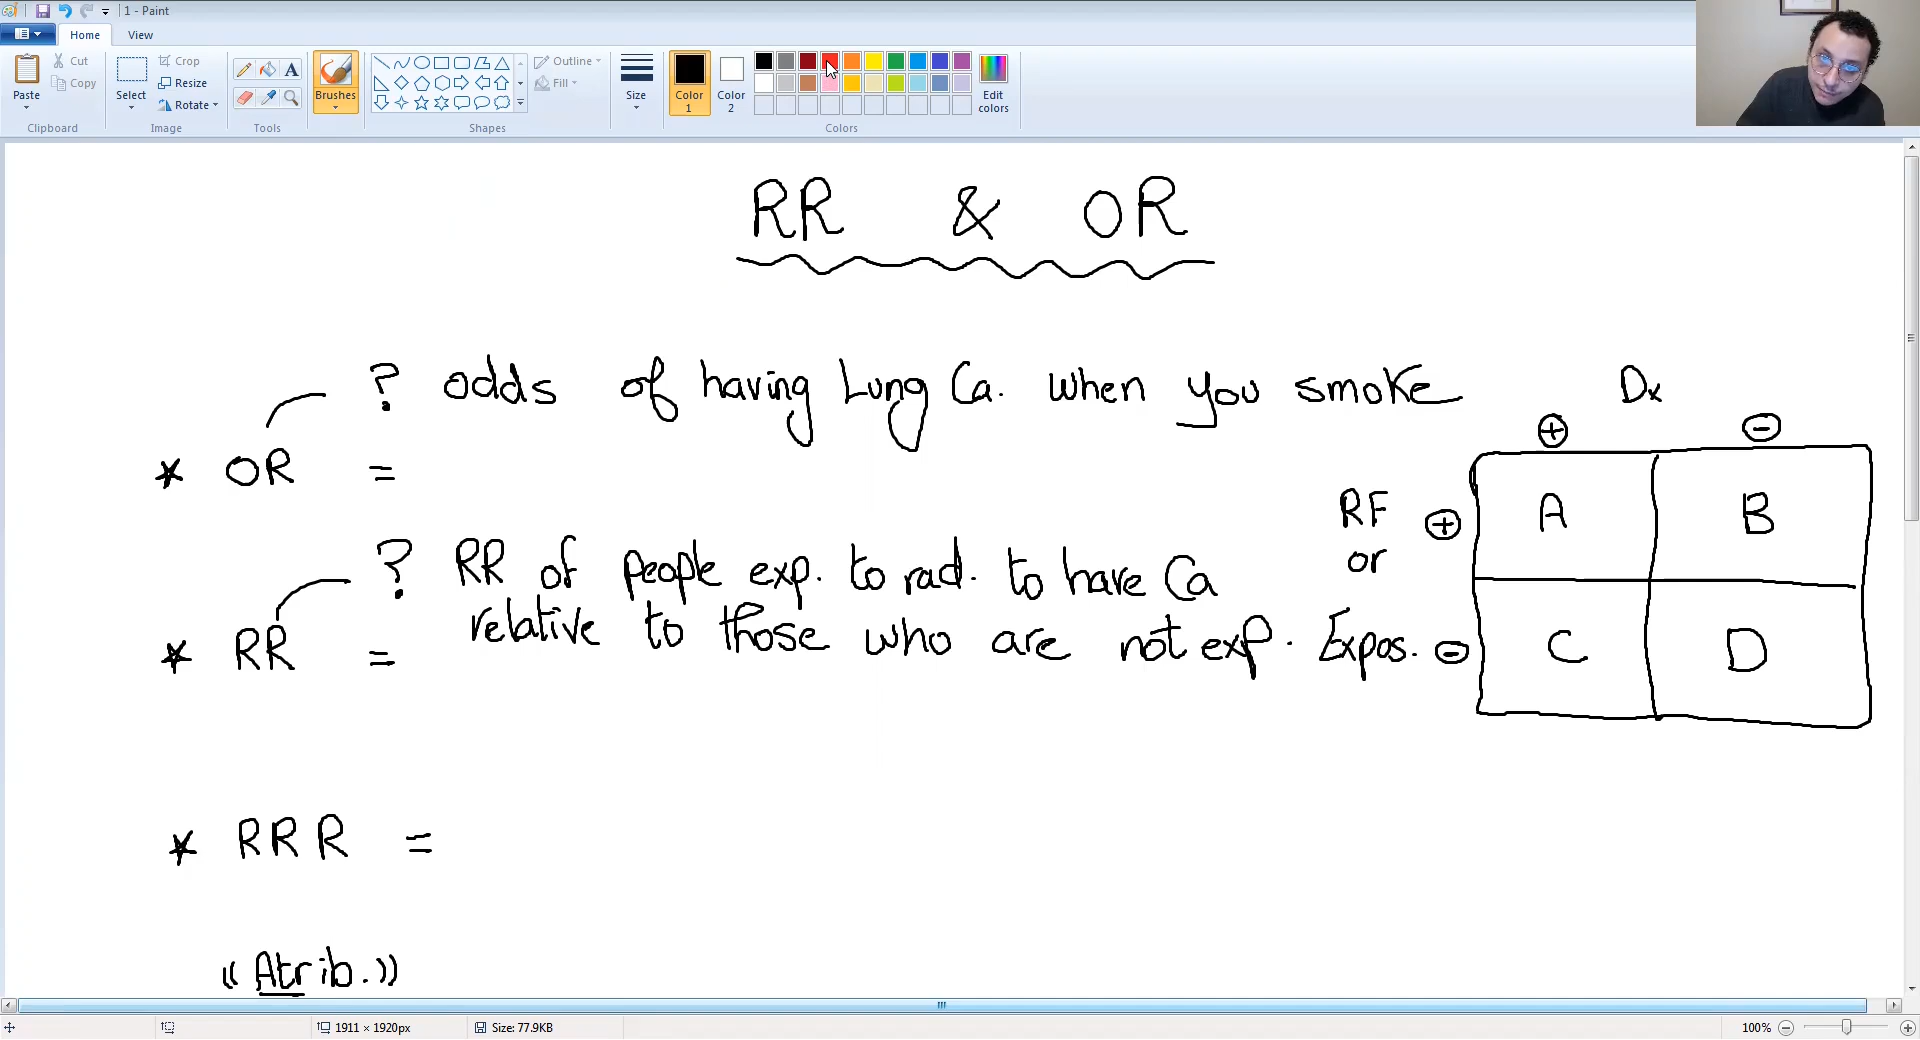 1 - Paint
Home View
Paste Cut Copy Clipboard
Select Crop Resize Rotate Image
A Tools
Brushes
Shapes Outline Fill
Size
Color 1 Color 2 Colors Edit colors
RR & OR
? odds of having Lung Ca. when you smoke
* OR =
? RR of people exp. to rad. to have Ca
relative to those who are not exp.
* RR =
Dx
+ -
RF +
or
Expos. -
A B
C D
* RRR =
"Atrib."
1911 × 1920px Size: 77.9KB 100%